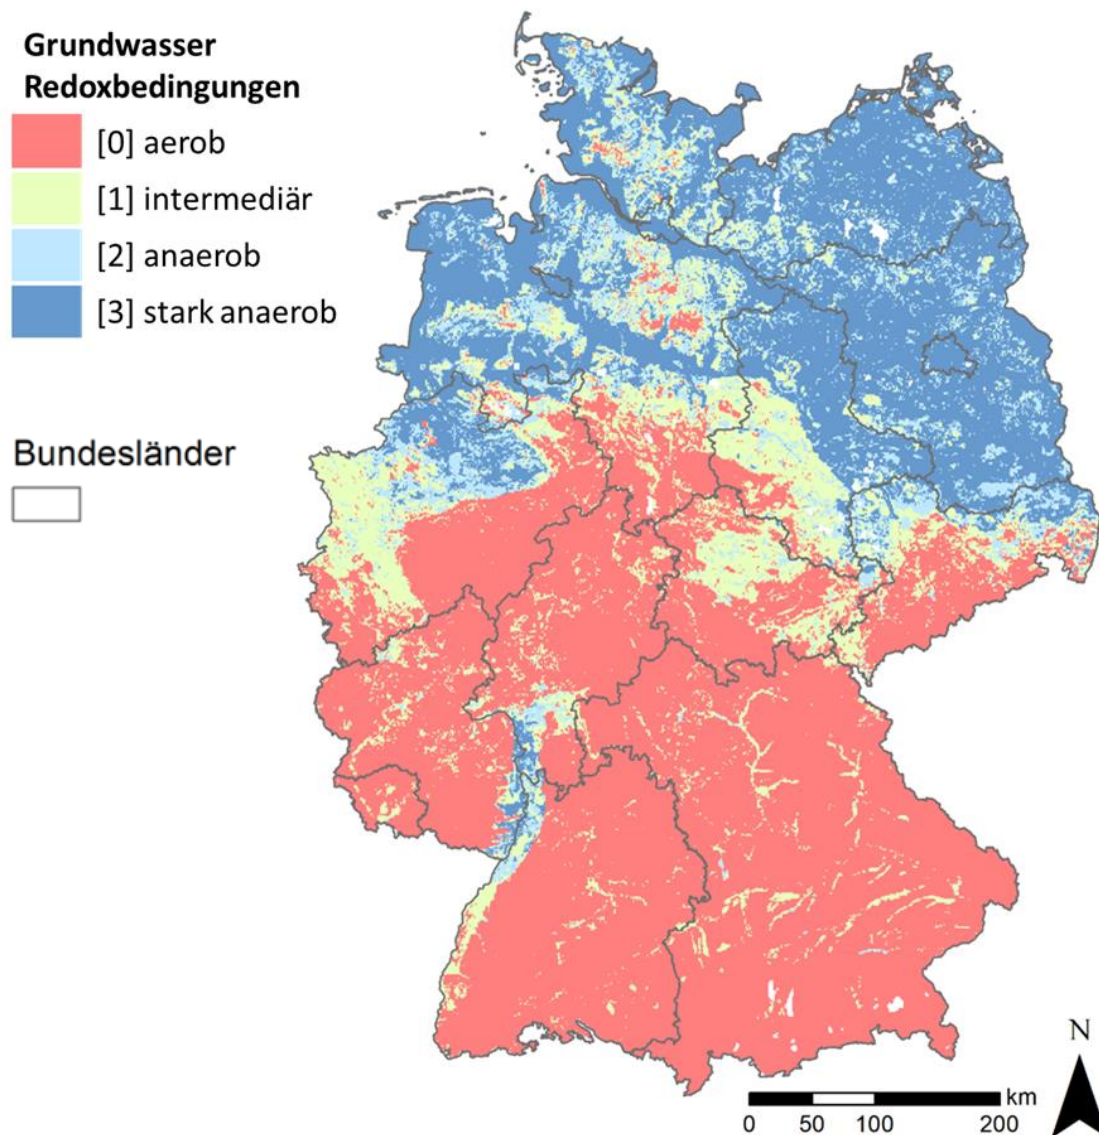 Grundwasser
Redoxbedingungen
[0] aerob
[1] intermediär
[2] anaerob
[3] stark anaerob
Bundesländer
N
km
0 50 100 200